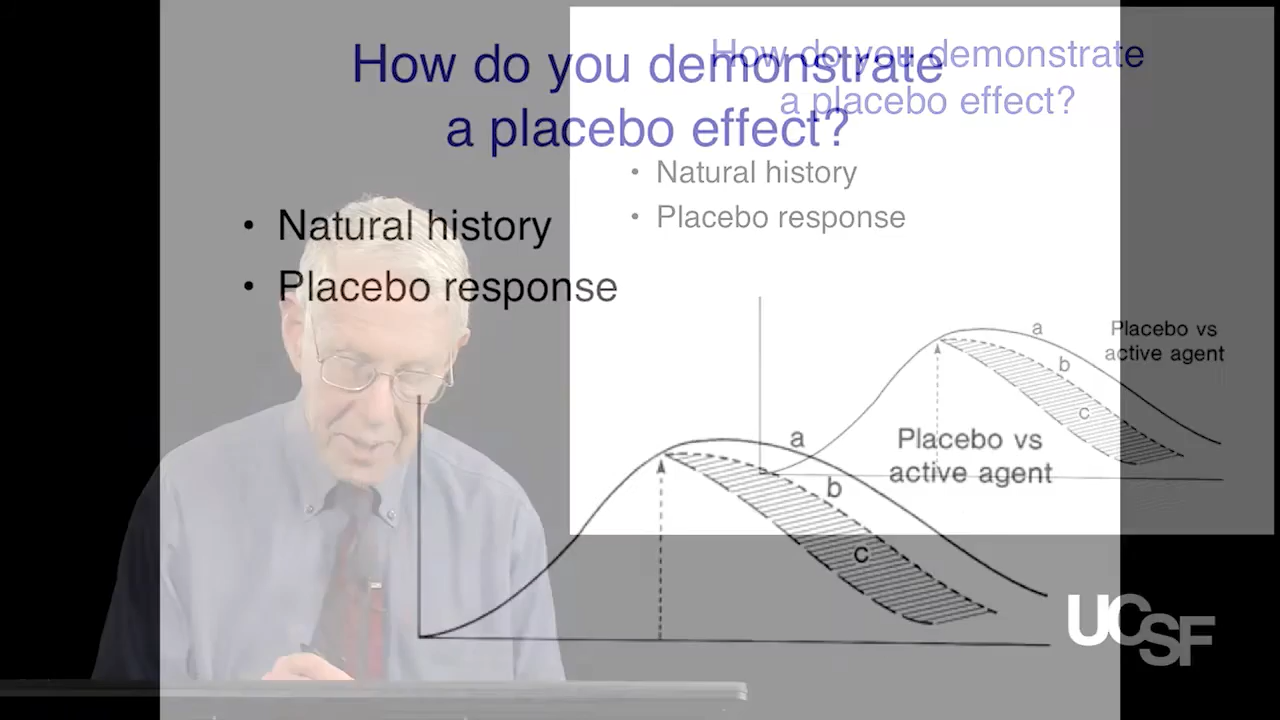 How do you demonstrate
a placebo effect?
• Natural history
• Placebo response
a
b
c
Placebo vs
active agent
How do you demonstrate
a placebo effect?
• Natural history
• Placebo response
a
b
c
Placebo vs
active agent
UCSF